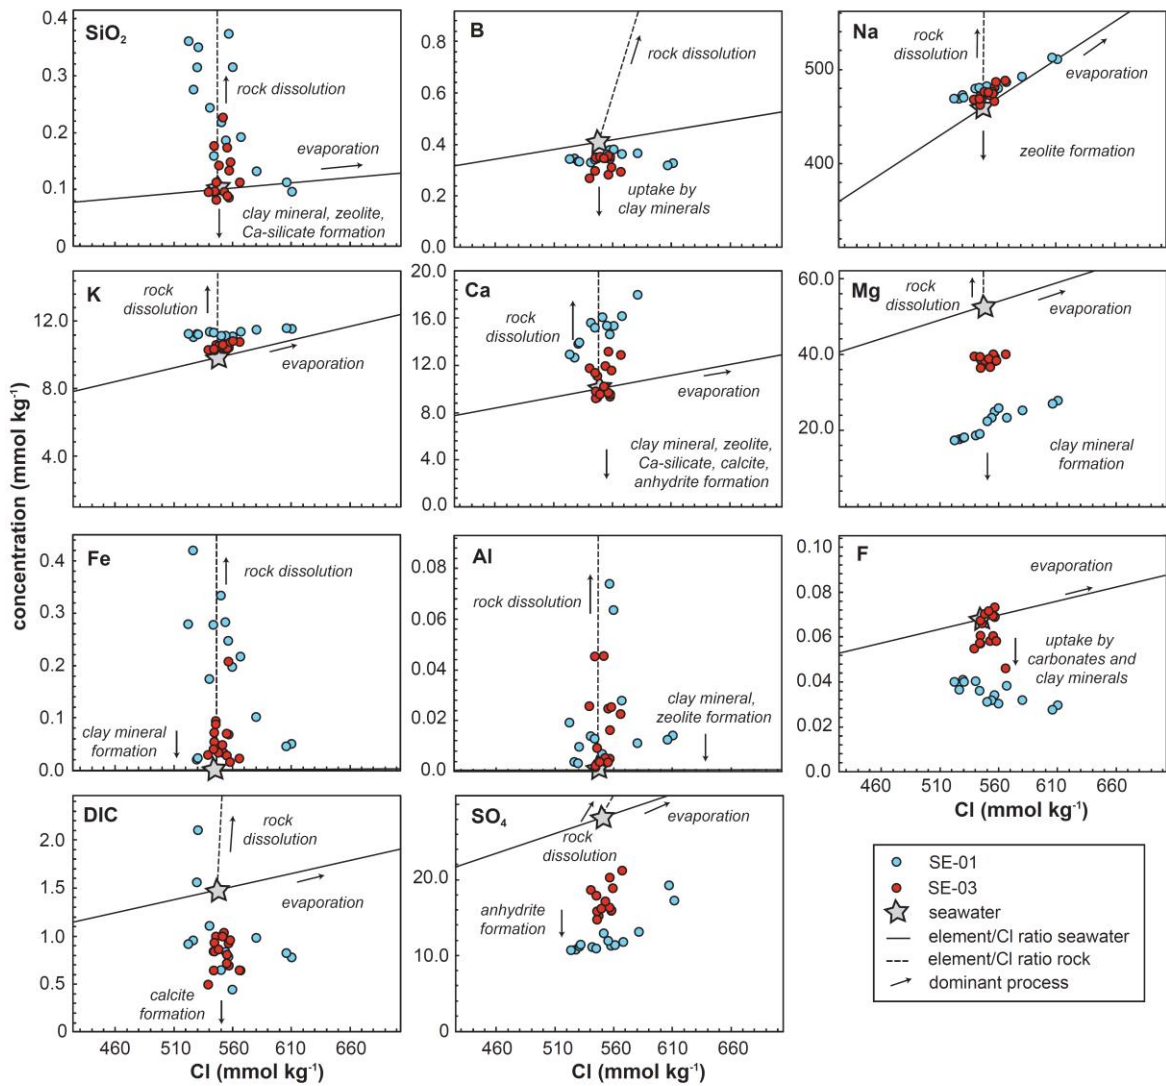 concentration (mmol kg⁻¹)
SiO₂
0.4
0.3
0.2
0.1
0
rock dissolution
evaporation
clay mineral, zeolite,
Ca-silicate formation
B
0.8
0.6
0.4
0.2
0.0
rock dissolution
uptake by
clay minerals
Na
500
400
rock
dissolution
evaporation
zeolite formation
K
12.0
8.0
4.0
rock
dissolution
evaporation
Ca
20.0
16.0
12.0
8.0
4.0
0.0
rock
dissolution
evaporation
clay mineral, zeolite,
Ca-silicate, calcite,
anhydrite formation
Mg
60.0
40.0
20.0
rock
dissolution
evaporation
clay mineral
formation
Fe
0.4
0.3
0.2
0.1
0.0
rock dissolution
clay mineral
formation
Al
0.08
0.06
0.04
0.02
0.0
rock dissolution
clay mineral,
zeolite formation
F
0.10
0.08
0.06
0.04
0.02
0.0
evaporation
uptake by
carbonates and
clay minerals
460 510 560 610 660
Cl (mmol kg⁻¹)
DIC
2.0
1.5
1.0
0.5
0
rock
dissolution
evaporation
calcite
formation
460 510 560 610 660
Cl (mmol kg⁻¹)
SO₄
20.0
10.0
0
rock
dissolution
evaporation
anhydrite
formation
460 510 560 610 660
Cl (mmol kg⁻¹)
SE-01
SE-03
seawater
element/Cl ratio seawater
element/Cl ratio rock
dominant process